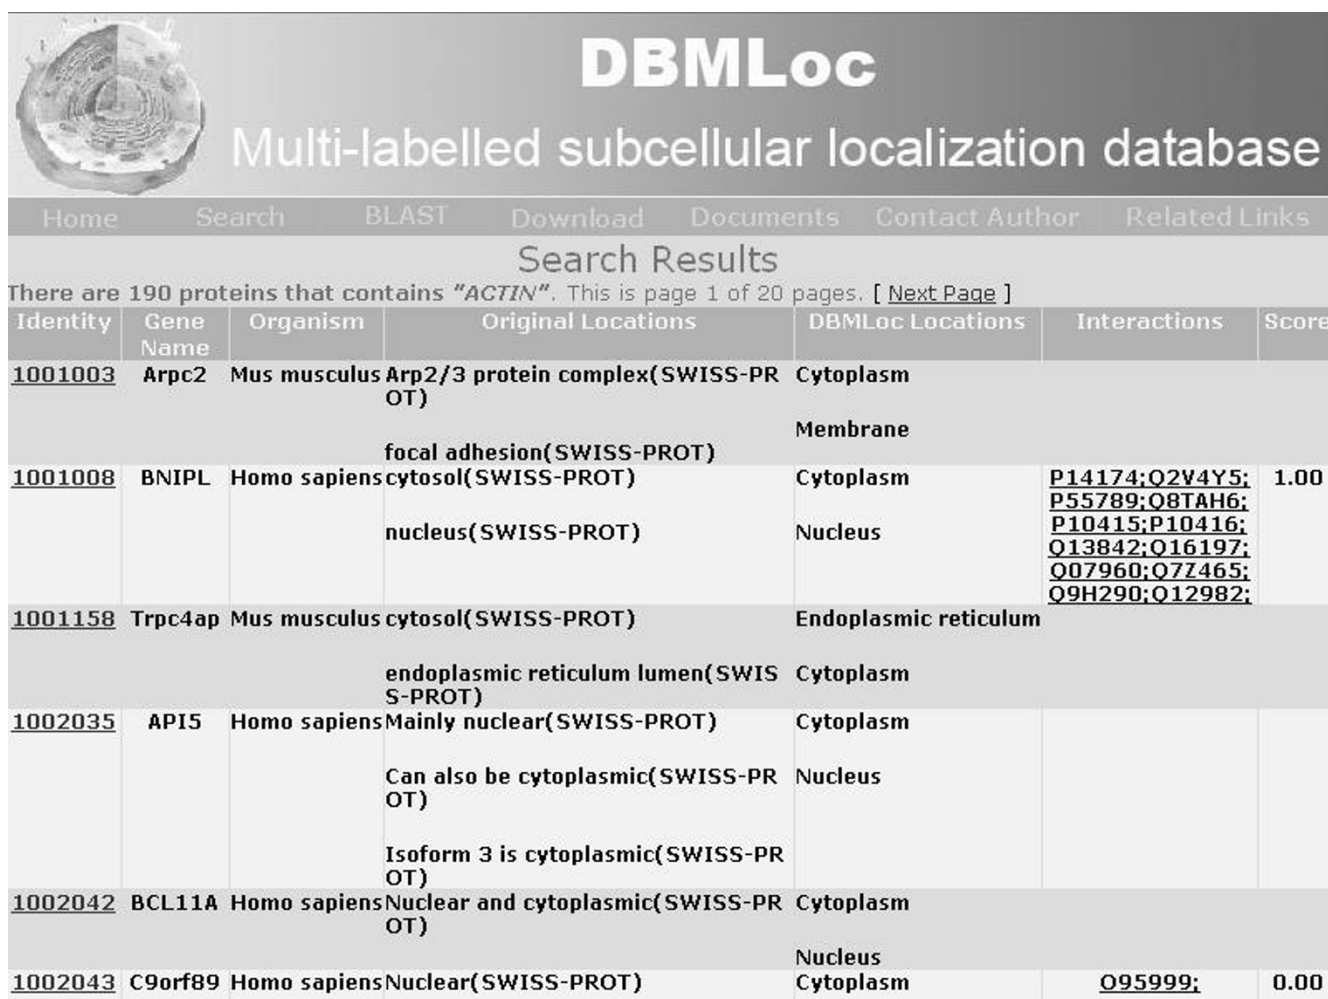 DBMLoc
Multi-labelled subcellular localization database
Home Search BLAST Download Documents Contact Author Related Links
Search Results
There are 190 proteins that contains "ACTIN". This is page 1 of 20 pages. [ Next Page ]
Identity Gene Name Organism Original Locations DBMLoc Locations Interactions Score
1001003 Arpc2 Mus musculus Arp2/3 protein complex(SWISS-PR Cytoplasm
OT)
Membrane
focal adhesion(SWISS-PROT)
1001008 BNIPL Homo sapiens cytosol(SWISS-PROT) Cytoplasm P14174;Q2V4Y5; 1.00
P55789;Q8TAH6;
nucleus(SWISS-PROT) Nucleus P10415;P10416;
Q13842;Q16197;
Q07960;Q7Z465;
Q9H290;Q12982;
1001158 Trpc4ap Mus musculus cytosol(SWISS-PROT) Endoplasmic reticulum
endoplasmic reticulum lumen(SWIS Cytoplasm
S-PROT)
1002035 API5 Homo sapiens Mainly nuclear(SWISS-PROT) Cytoplasm
Can also be cytoplasmic(SWISS-PR Nucleus
OT)
Isoform 3 is cytoplasmic(SWISS-PR
OT)
1002042 BCL11A Homo sapiens Nuclear and cytoplasmic(SWISS-PR Cytoplasm
OT)
Nucleus
1002043 C9orf89 Homo sapiens Nuclear(SWISS-PROT) Cytoplasm O95999; 0.00